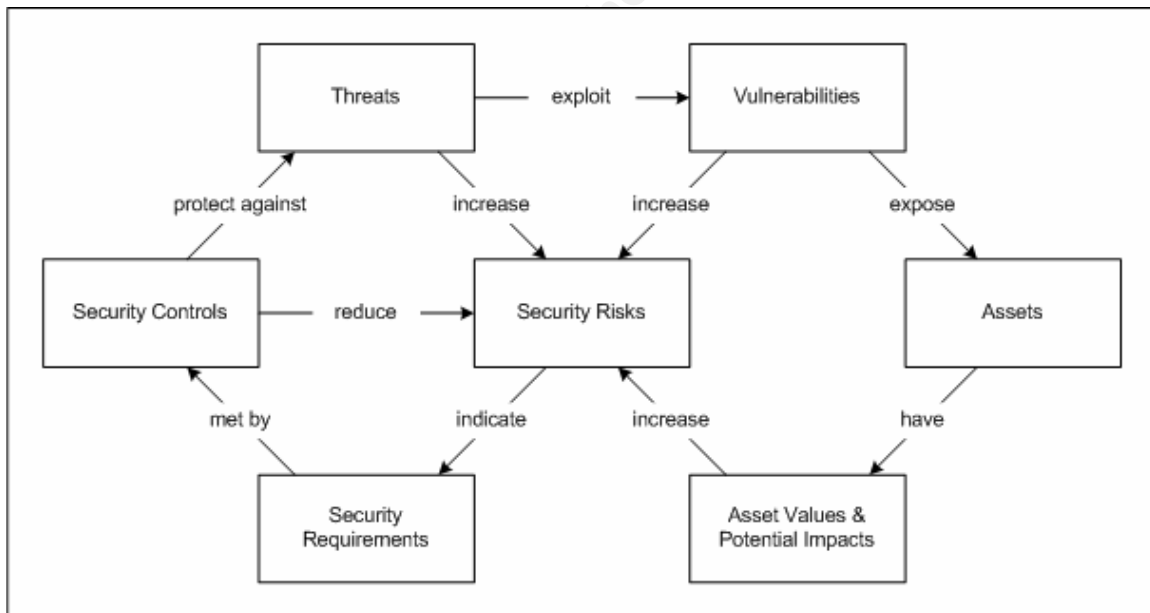 Threats
exploit
Vulnerabilities
protect against
increase
increase
expose
Security Controls
reduce
Security Risks
Assets
met by
indicate
increase
have
Security
Requirements
Asset Values &
Potential Impacts